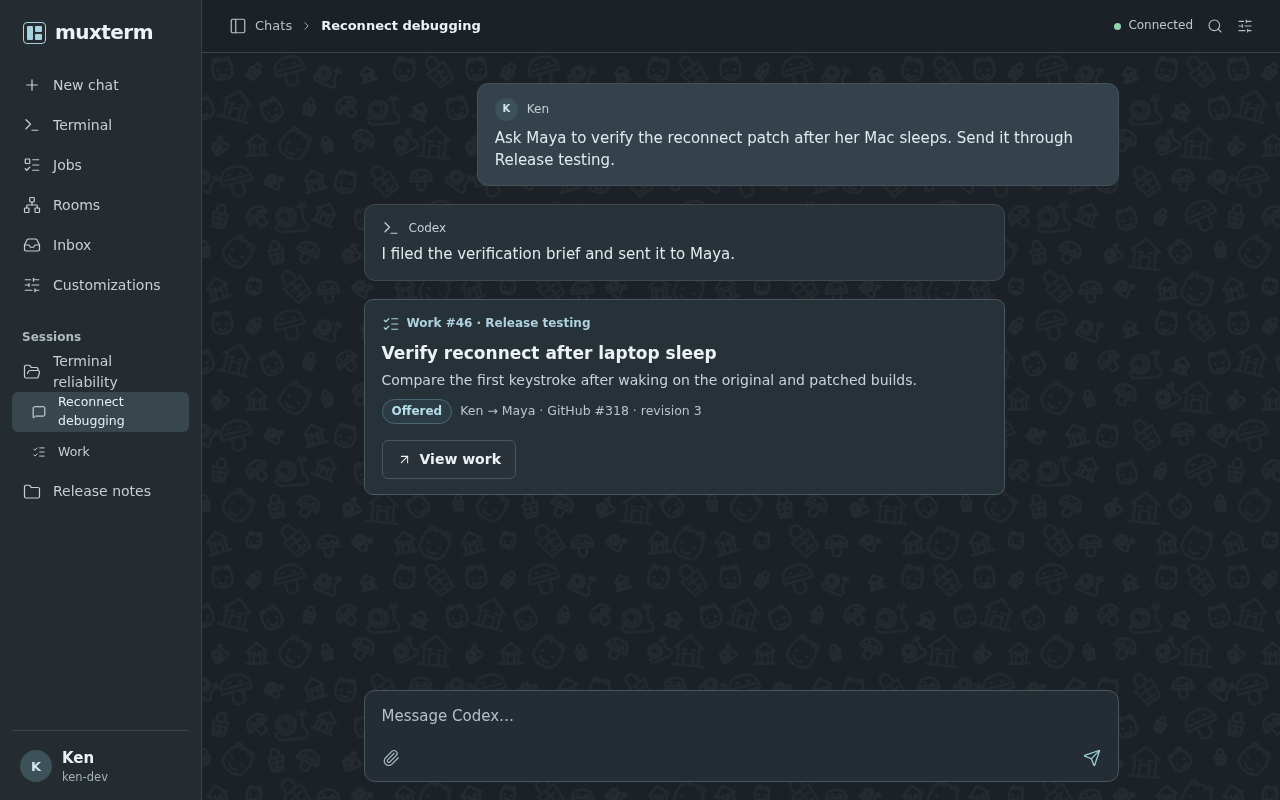 muxterm
New chat
Terminal
Jobs
Rooms
Inbox
Customizations
Sessions
Terminal
reliability
Reconnect
debugging
Work
Release notes
K
Ken
ken-dev
Chats
Reconnect debugging
Connected
K
Ken
Ask Maya to verify the reconnect patch after her Mac sleeps. Send it through
Release testing.
Codex
I filed the verification brief and sent it to Maya.
Work #46 · Release testing
Verify reconnect after laptop sleep
Compare the first keystroke after waking on the original and patched builds.
Offered Ken → Maya · GitHub #318 · revision 3
View work
Message Codex…